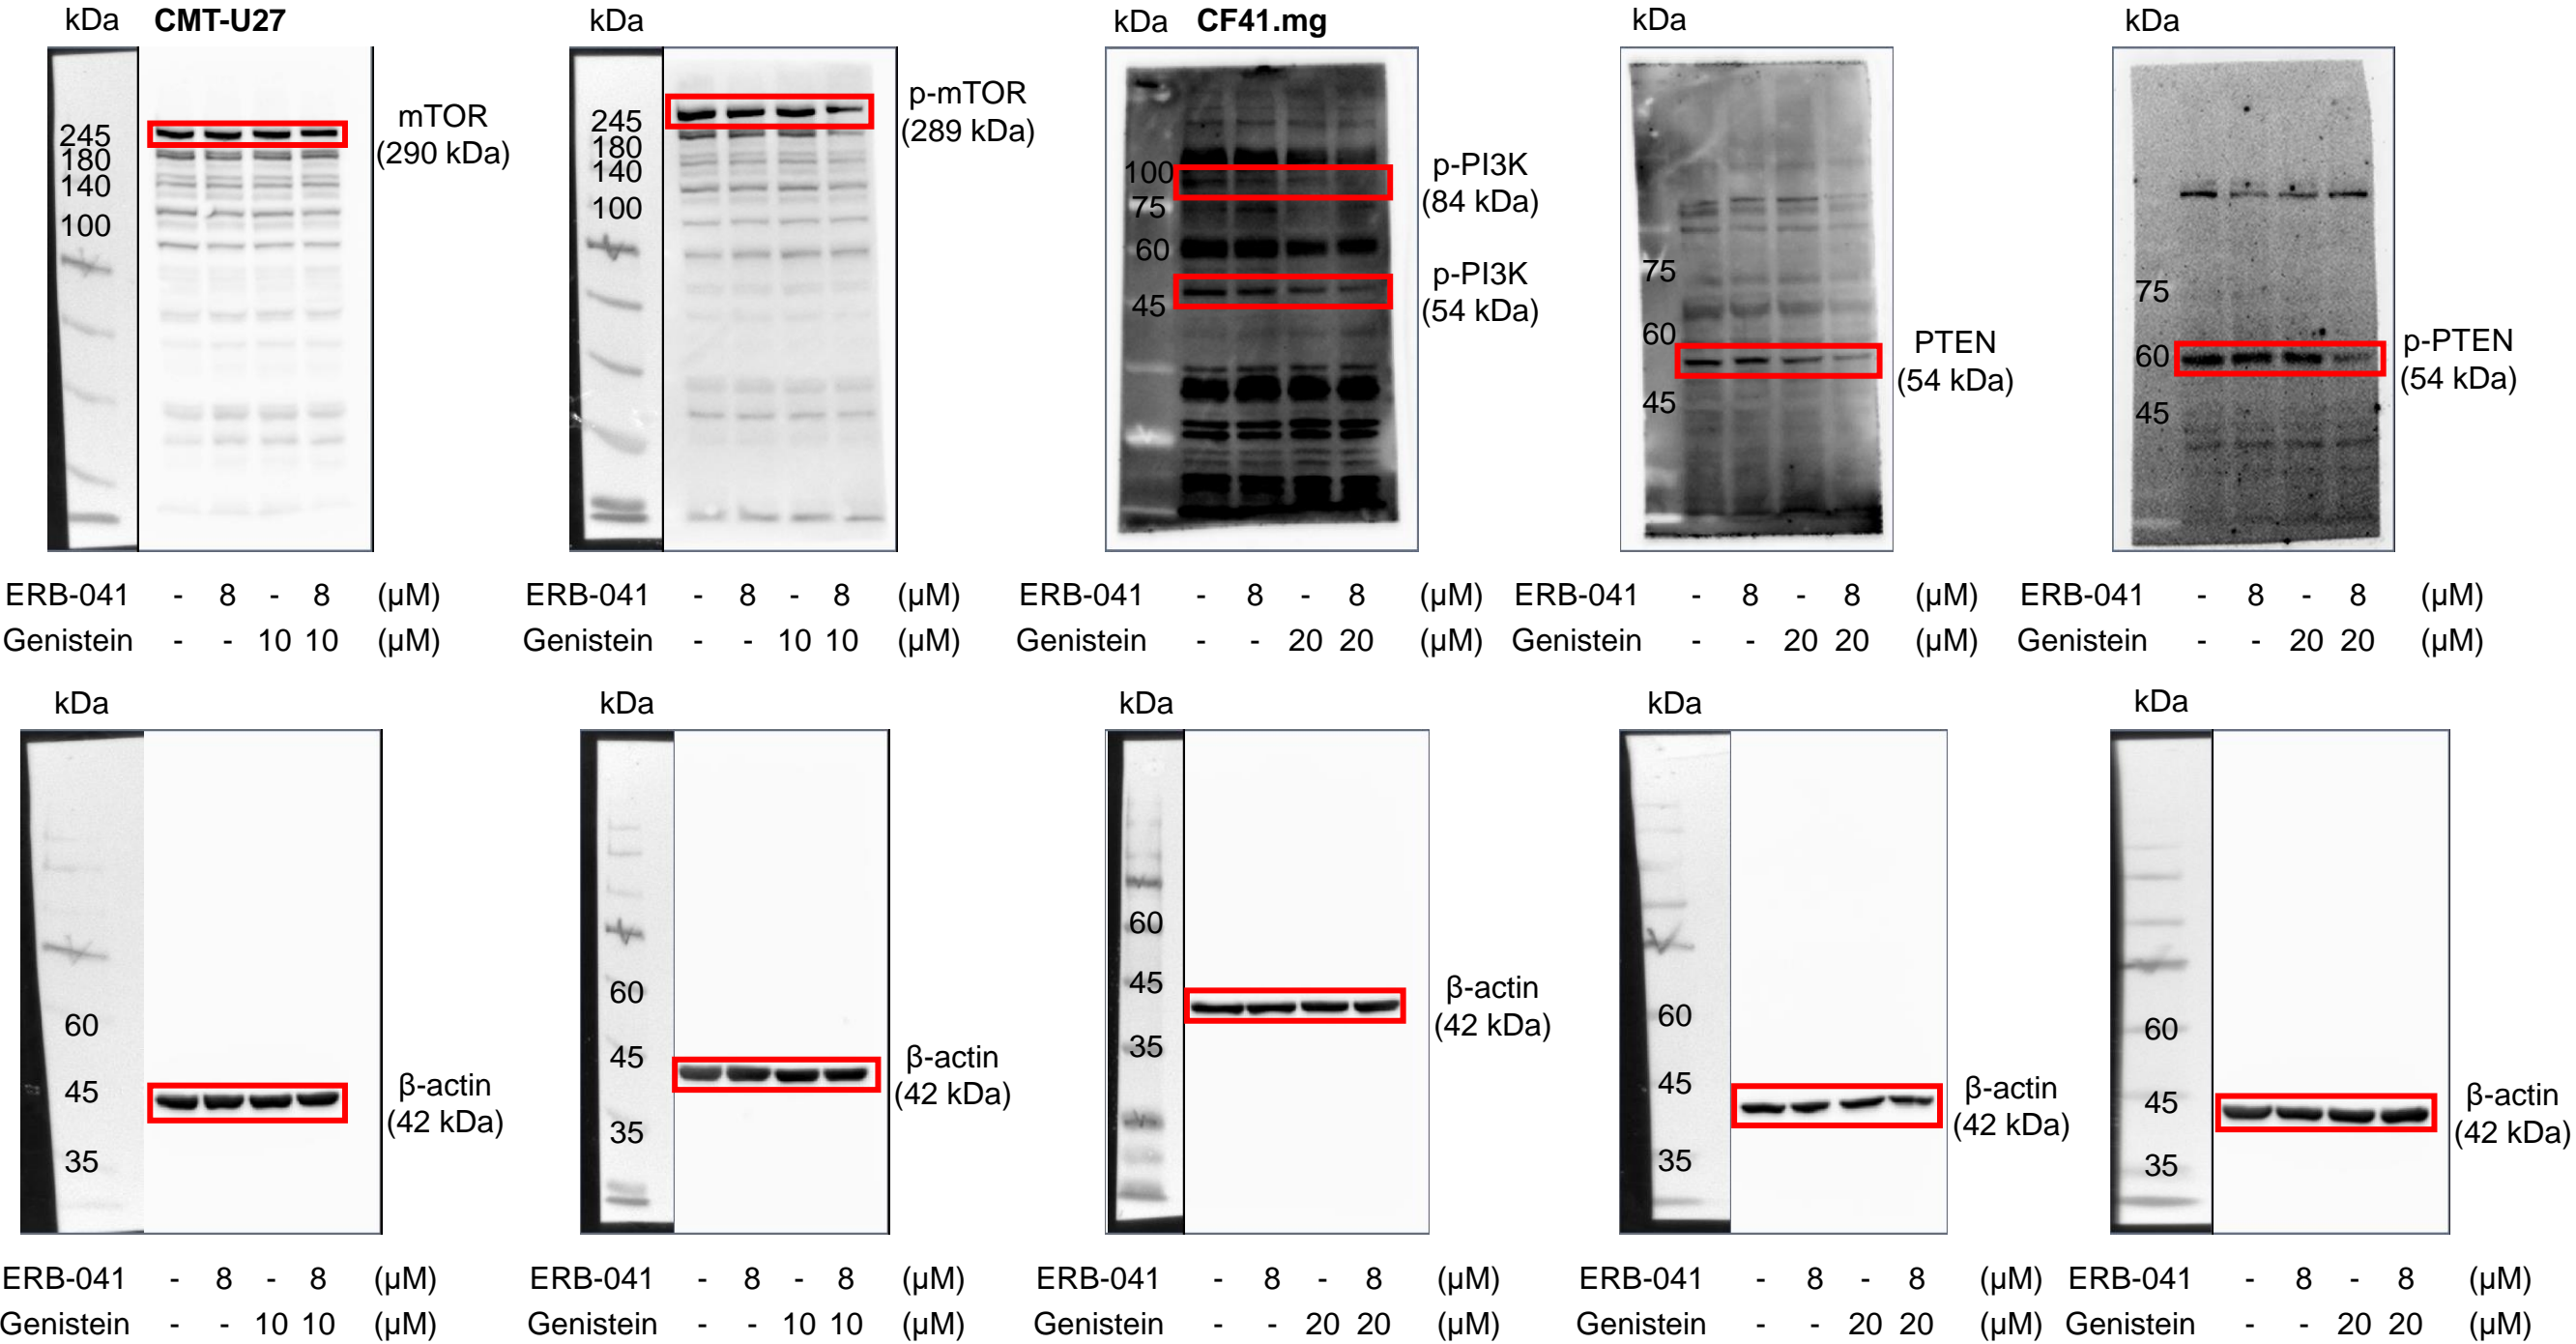 kDa CMT-U27
245
180
140
100
mTOR
(290 kDa)
ERB-041 - 8 - 8 (μM)
Genistein - - 10 10 (μM)
kDa
245
180
140
100
p-mTOR
(289 kDa)
ERB-041 - 8 - 8 (μM)
Genistein - - 10 10 (μM)
kDa CF41.mg
100
75
60
45
p-PI3K
(84 kDa)
p-PI3K
(54 kDa)
ERB-041 - 8 - 8 (μM)
Genistein - - 20 20 (μM)
kDa
75
60
45
PTEN
(54 kDa)
ERB-041 - 8 - 8 (μM)
Genistein - - 20 20 (μM)
kDa
75
60
45
p-PTEN
(54 kDa)
ERB-041 - 8 - 8 (μM)
Genistein - - 20 20 (μM)
kDa
60
45
35
β-actin
(42 kDa)
ERB-041 - 8 - 8 (μM)
Genistein - - 10 10 (μM)
kDa
60
45
35
β-actin
(42 kDa)
ERB-041 - 8 - 8 (μM)
Genistein - - 10 10 (μM)
kDa
60
45
35
β-actin
(42 kDa)
ERB-041 - 8 - 8 (μM)
Genistein - - 20 20 (μM)
kDa
60
45
35
β-actin
(42 kDa)
ERB-041 - 8 - 8 (μM)
Genistein - - 20 20 (μM)
kDa
60
45
35
β-actin
(42 kDa)
ERB-041 - 8 - 8 (μM)
Genistein - - 20 20 (μM)